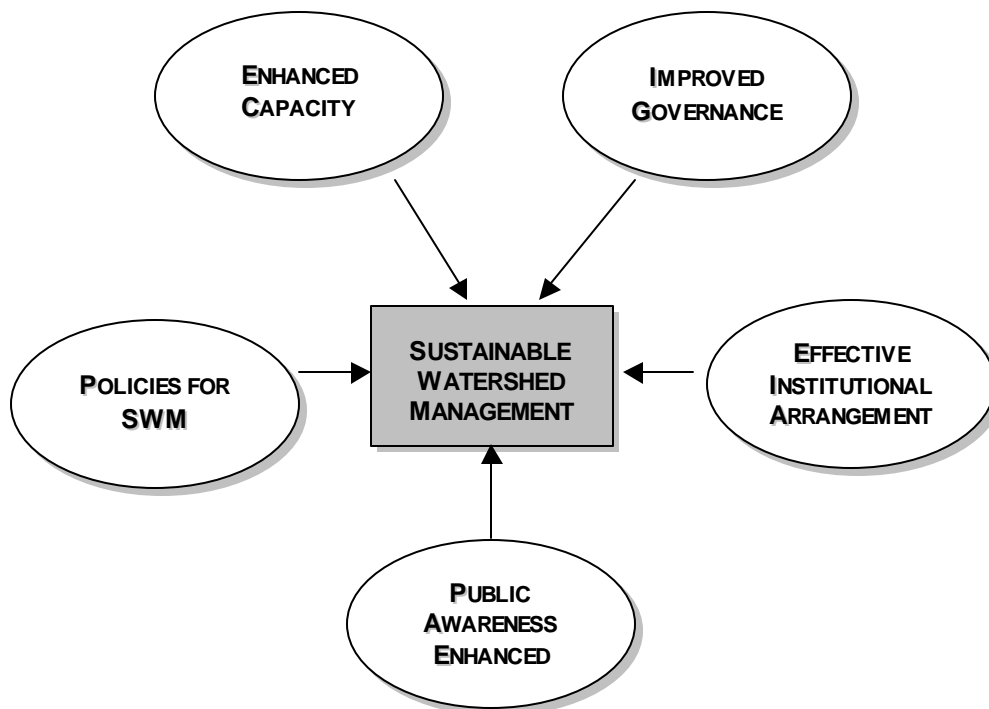 ENHANCED
CAPACITY
IMPROVED
GOVERNANCE
SUSTAINABLE
WATERSHED
MANAGEMENT
POLICIES FOR
SWM
EFFECTIVE
INSTITUTIONAL
ARRANGEMENT
PUBLIC
AWARENESS
ENHANCED